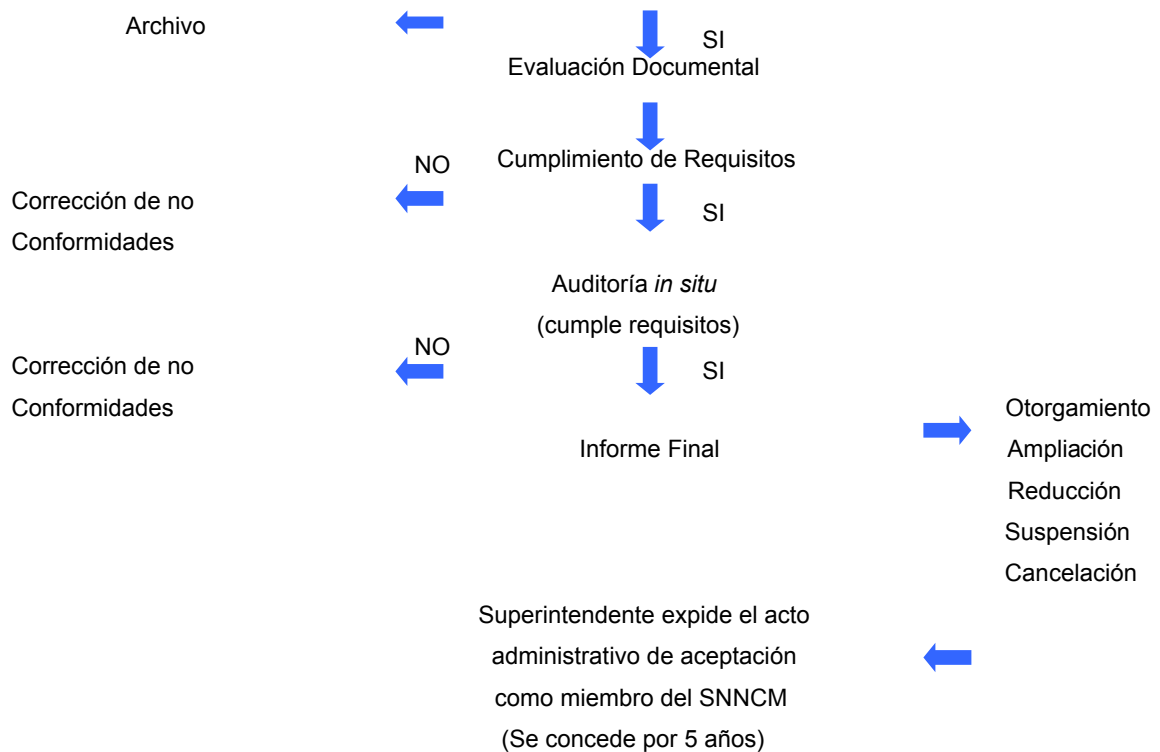 Archivo
SI
Evaluación Documental
Cumplimiento de Requisitos
NO
Corrección de no
Conformidades
SI
Auditoría in situ
(cumple requisitos)
NO
Corrección de no
Conformidades
SI
Informe Final
Otorgamiento
Ampliación
Reducción
Suspensión
Cancelación
Superintendente expide el acto
administrativo de aceptación
como miembro del SNNCM
(Se concede por 5 años)